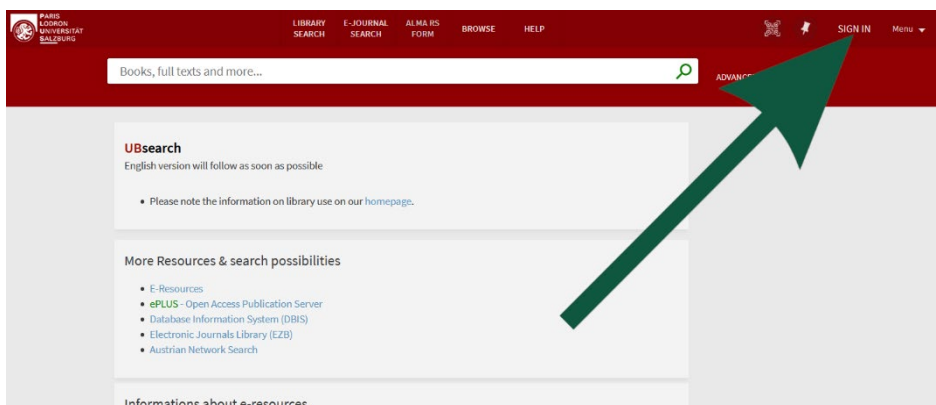 PARIS
LODRON
UNIVERSITÄT
SALZBURG
LIBRARY
SEARCH
E-JOURNAL
SEARCH
ALMA RS
FORM
BROWSE
HELP
SIGN IN
Menu
Books, full texts and more...
UBsearch
English version will follow as soon as possible
• Please note the information on library use on our homepage.
More Resources & search possibilities
• E-Resources
• ePLUS - Open Access Publication Server
• Database Information System (DBIS)
• Electronic Journals Library (EZB)
• Austrian Network Search
Informations about e-resources